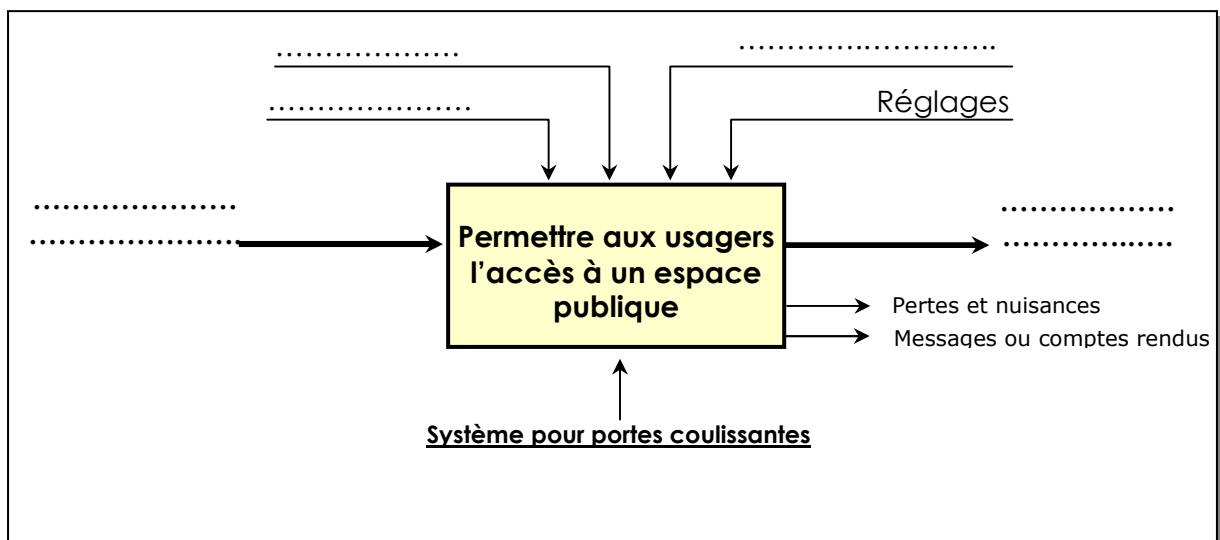 Réglages
Permettre aux usagers
l’accès à un espace
publique
Pertes et nuisances
Messages ou comptes rendus
Système pour portes coulissantes